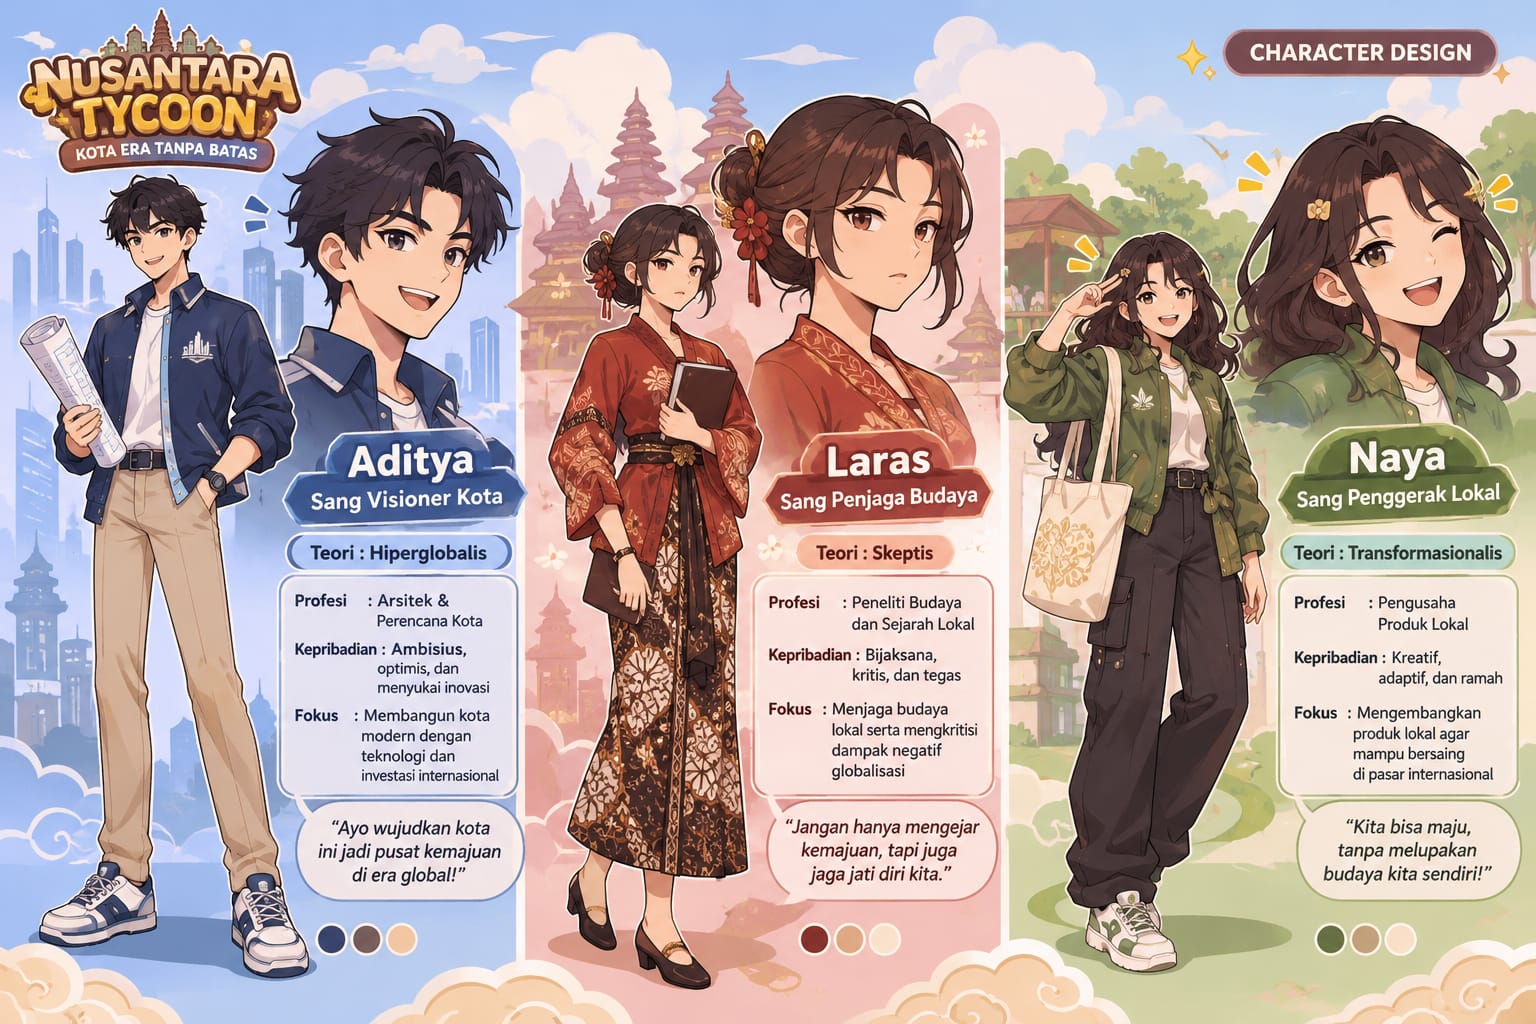 NUSANTARA
TYCOON
KOTA ERA TANPA BATAS
CHARACTER DESIGN
Aditya
Sang Visioner Kota
Teori : Hiperglobalis
Profesi : Arsitek &
Perencana Kota
Kepribadian : Ambisius,
optimis, dan
menyukai inovasi
Fokus : Membangun kota
modern dengan
teknologi dan
investasi internasional
“Ayo wujudkan kota
ini jadi pusat kemajuan
di era global!”
Laras
Sang Penjaga Budaya
Teori : Skeptis
Profesi : Peneliti Budaya
dan Sejarah Lokal
Kepribadian : Bijaksana,
kritis, dan tegas
Fokus : Menjaga budaya
lokal serta mengkritisi
dampak negatif
globalisasi
“Jangan hanya mengejar
kemajuan, tapi juga
jaga jati diri kita.”
Naya
Sang Penggerak Lokal
Teori : Transformasionalis
Profesi : Pengusaha
Produk Lokal
Kepribadian : Kreatif,
adaptif, dan ramah
Fokus : Mengembangkan
produk lokal agar
mampu bersaing
di pasar internasional
“Kita bisa maju,
tanpa melupakan
budaya kita sendiri!”